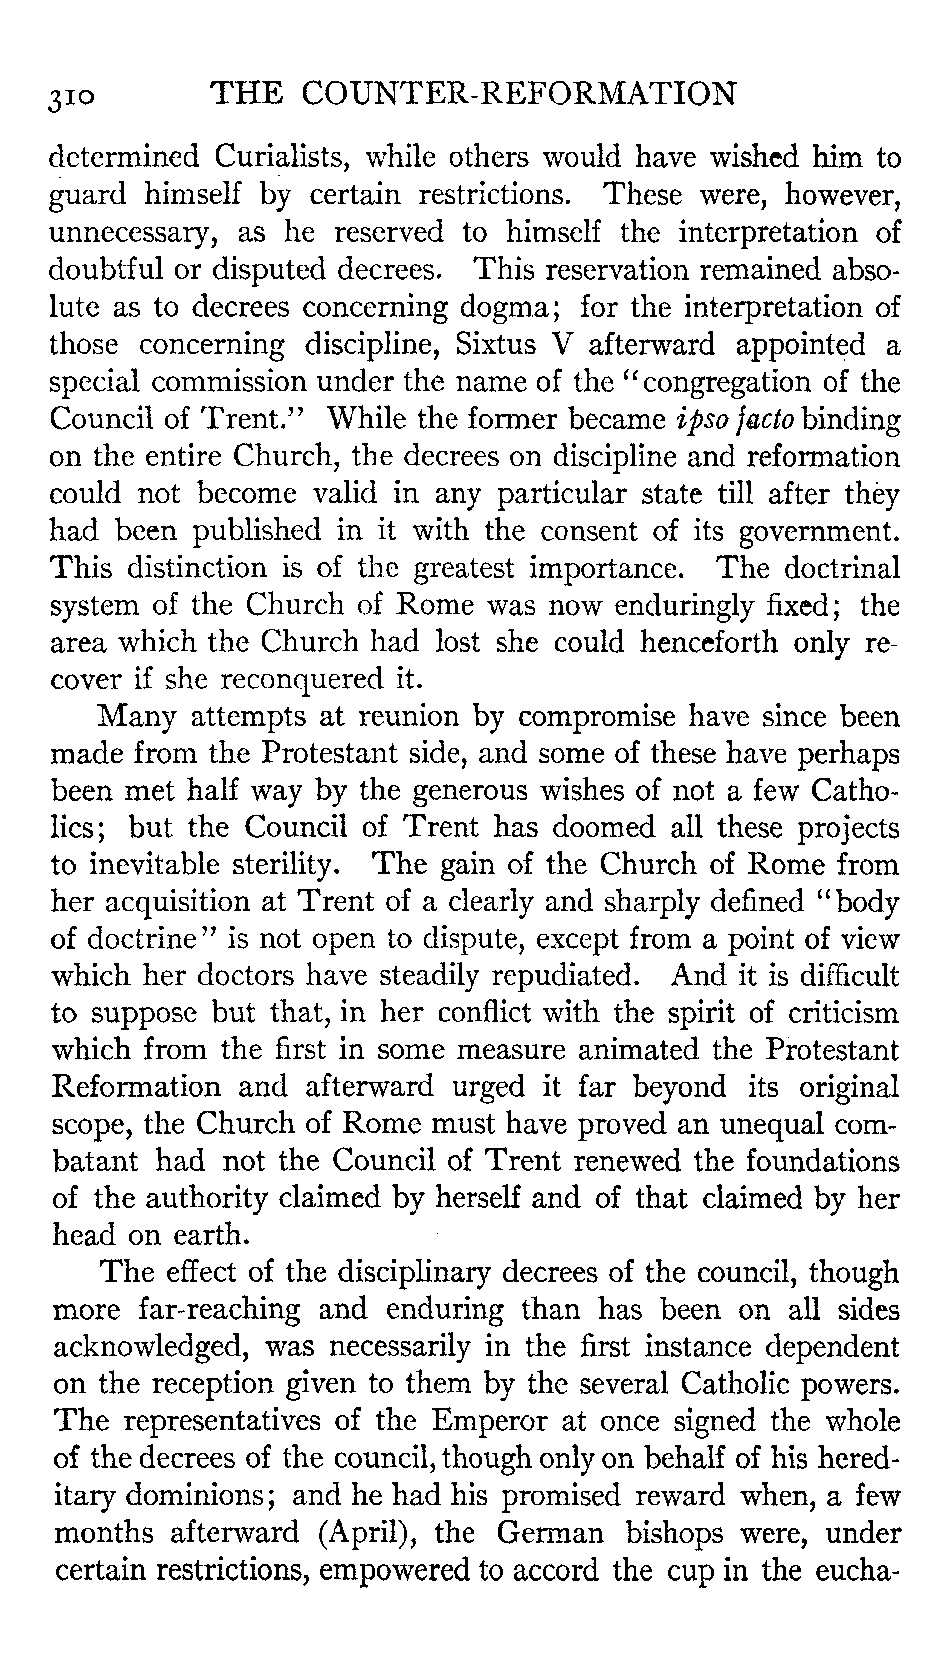 310 THE COUNTER-REFORMATION
determined Curialists, while others would have wished him to
guard himself by certain restrictions. These were, however,
unnecessary, as he reserved to himself the interpretation of
doubtful or disputed decrees. This reservation remained abso-
lute as to decrees concerning dogma; for the interpretation of
those concerning discipline, Sixtus V afterward appointed a
special commission under the name of the "congregation of the
Council of Trent." While the former became ipso facto binding
on the entire Church, the decrees on discipline and reformation
could not become valid in any particular state till after they
had been published in it with the consent of its government.
This distinction is of the greatest importance. The doctrinal
system of the Church of Rome was now enduringly fixed; the
area which the Church had lost she could henceforth only re-
cover if she reconquered it.
Many attempts at reunion by compromise have since been
made from the Protestant side, and some of these have perhaps
been met half way by the generous wishes of not a few Catho-
lics; but the Council of Trent has doomed all these projects
to inevitable sterility. The gain of the Church of Rome from
her acquisition at Trent of a clearly and sharply defined "body
of doctrine" is not open to dispute, except from a point of view
which her doctors have steadily repudiated. And it is difficult
to suppose but that, in her conflict with the spirit of criticism
which from the first in some measure animated the Protestant
Reformation and afterward urged it far beyond its original
scope, the Church of Rome must have proved an unequal com-
batant had not the Council of Trent renewed the foundations
of the authority claimed by herself and of that claimed by her
head on earth.
The effect of the disciplinary decrees of the council, though
more far-reaching and enduring than has been on all sides
acknowledged, was necessarily in the first instance dependent
on the reception given to them by the several Catholic powers.
The representatives of the Emperor at once signed the whole
of the decrees of the council, though only on behalf of his hered-
itary dominions; and he had his promised reward when, a few
months afterward (April), the German bishops were, under
certain restrictions, empowered to accord the cup in the eucha-